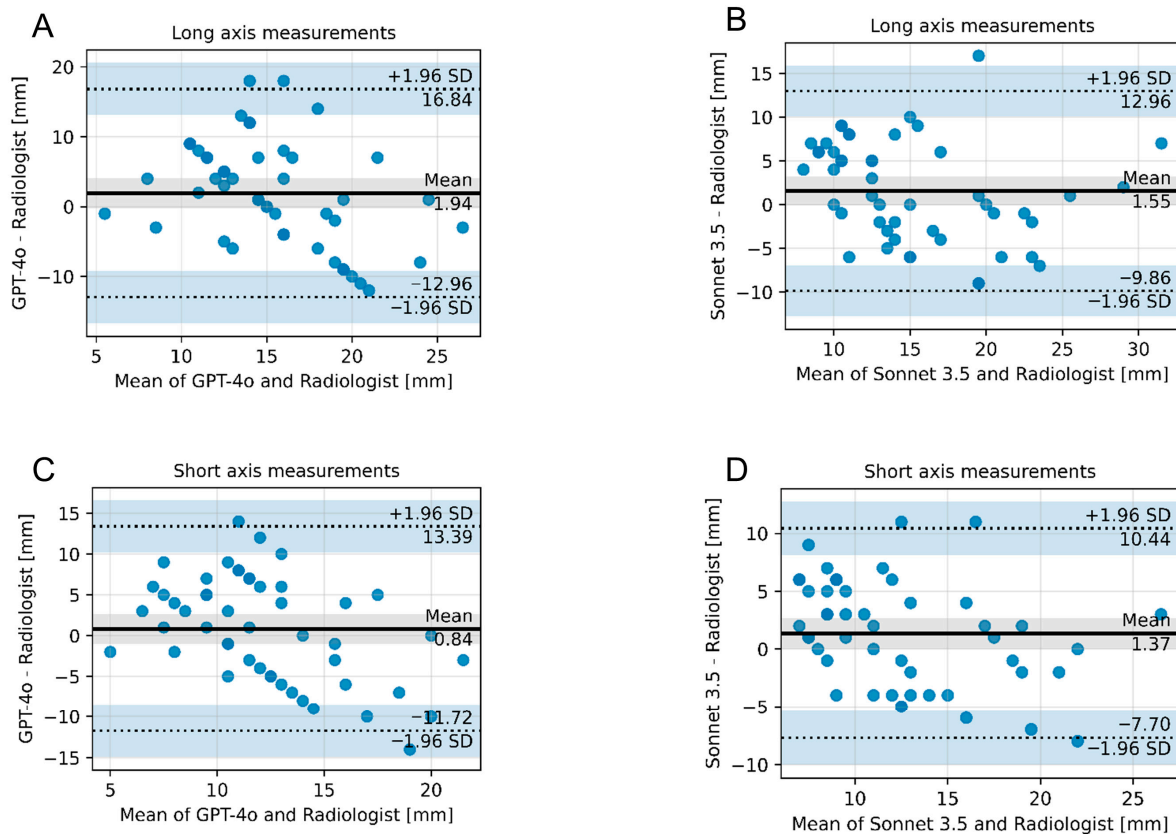 A
Long axis measurements
GPT-4o - Radiologist [mm]
20
10
0
−10
+1.96 SD
16.84
Mean
1.94
−12.96
−1.96 SD
5
10
15
20
25
Mean of GPT-4o and Radiologist [mm]
B
Long axis measurements
Sonnet 3.5 - Radiologist [mm]
15
10
5
0
−5
−10
+1.96 SD
12.96
Mean
1.55
−9.86
−1.96 SD
10
15
20
25
30
Mean of Sonnet 3.5 and Radiologist [mm]
C
Short axis measurements
GPT-4o - Radiologist [mm]
15
10
5
0
−5
−10
−15
+1.96 SD
13.39
Mean
0.84
−11.72
−1.96 SD
5
10
15
20
Mean of GPT-4o and Radiologist [mm]
D
Short axis measurements
Sonnet 3.5 - Radiologist [mm]
10
5
0
−5
−10
+1.96 SD
10.44
Mean
1.37
−7.70
−1.96 SD
10
15
20
25
Mean of Sonnet 3.5 and Radiologist [mm]